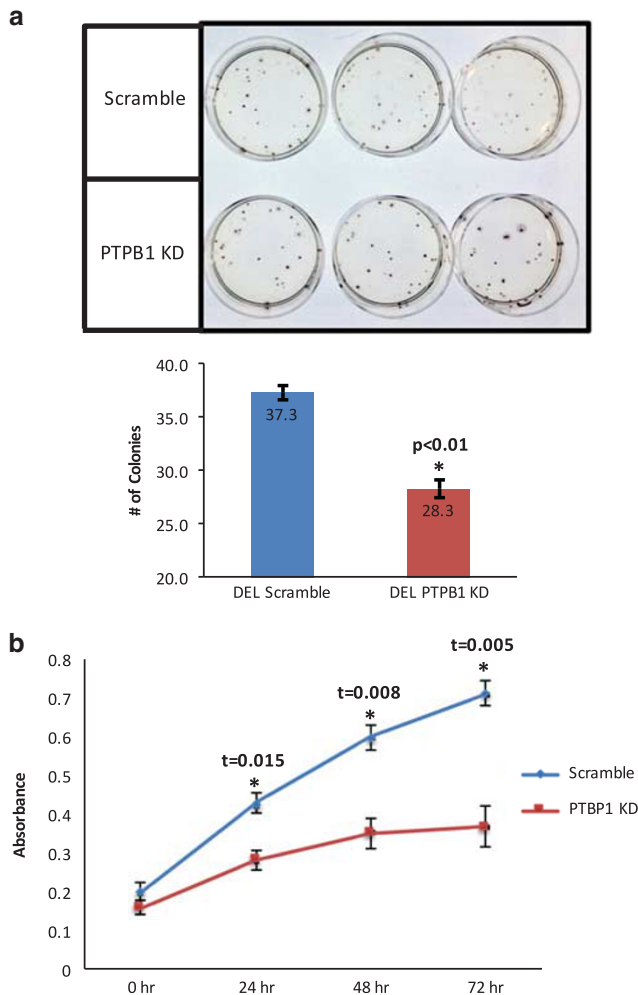 a
Scramble
PTPB1 KD
40.0
35.0
30.0
25.0
20.0
# of Colonies
37.3
p<0.01
*
28.3
DEL Scramble
DEL PTPB1 KD
b
0.8
0.7
0.6
0.5
0.4
0.3
0.2
0.1
0
Absorbance
t=0.015
*
t=0.008
*
t=0.005
*
Scramble
PTBP1 KD
0 hr
24 hr
48 hr
72 hr